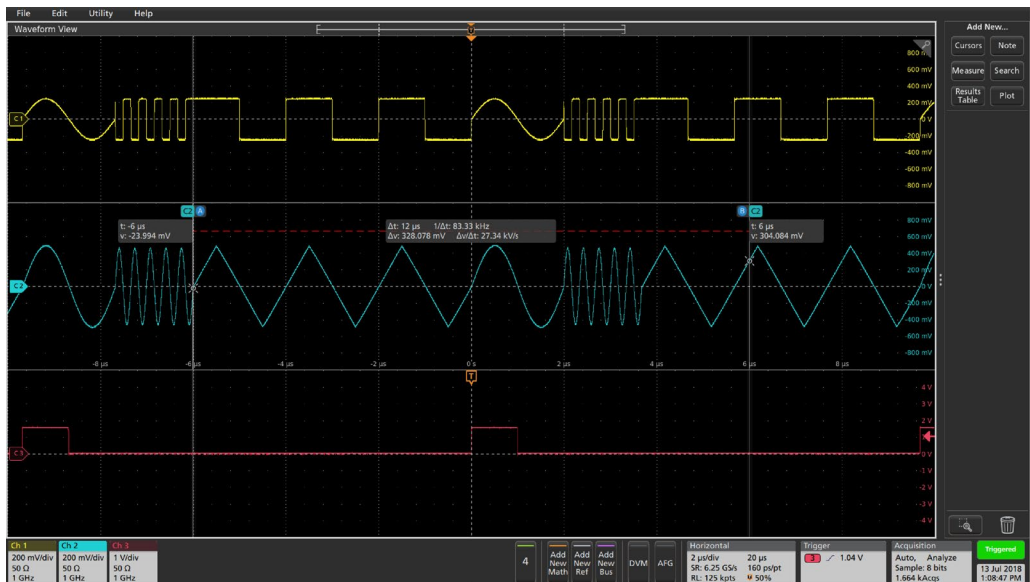 File Edit Utility Help
Waveform View
Add New...
Cursors Note
Measure Search
Results Table Plot
T
800 mV
600 mV
400 mV
200 mV
C1
0 V
-200 mV
-400 mV
-600 mV
-800 mV
C2 A
B C2
t: -6 µs
v: -23.994 mV
Δt: 12 µs 1/Δt: 83.33 kHz
Δv: 328.078 mV Δv/Δt: 27.34 kV/s
t: 6 µs
v: 304.084 mV
800 mV
600 mV
400 mV
200 mV
C2
0 V
-200 mV
-400 mV
-600 mV
-800 mV
-8 µs -6 µs -4 µs -2 µs 0 s 2 µs 4 µs 6 µs 8 µs
T
4 V
3 V
2 V
1 V
C3
0 V
-1 V
-2 V
-3 V
-4 V
Ch 1
200 mV/div
50 Ω
1 GHz
Ch 2
200 mV/div
50 Ω
1 GHz
Ch 3
1 V/div
50 Ω
1 GHz
4
Add New Math
Add New Ref
Add New Bus
DVM
AFG
Horizontal
2 µs/div 20 µs
SR: 6.25 GS/s 160 ps/pt
RL: 125 kpts 50%
Trigger
3 1.04 V
Acquisition
Auto, Analyze
Sample: 8 bits
1.664 kAcqs
Triggered
13 Jul 2018
1:08:47 PM